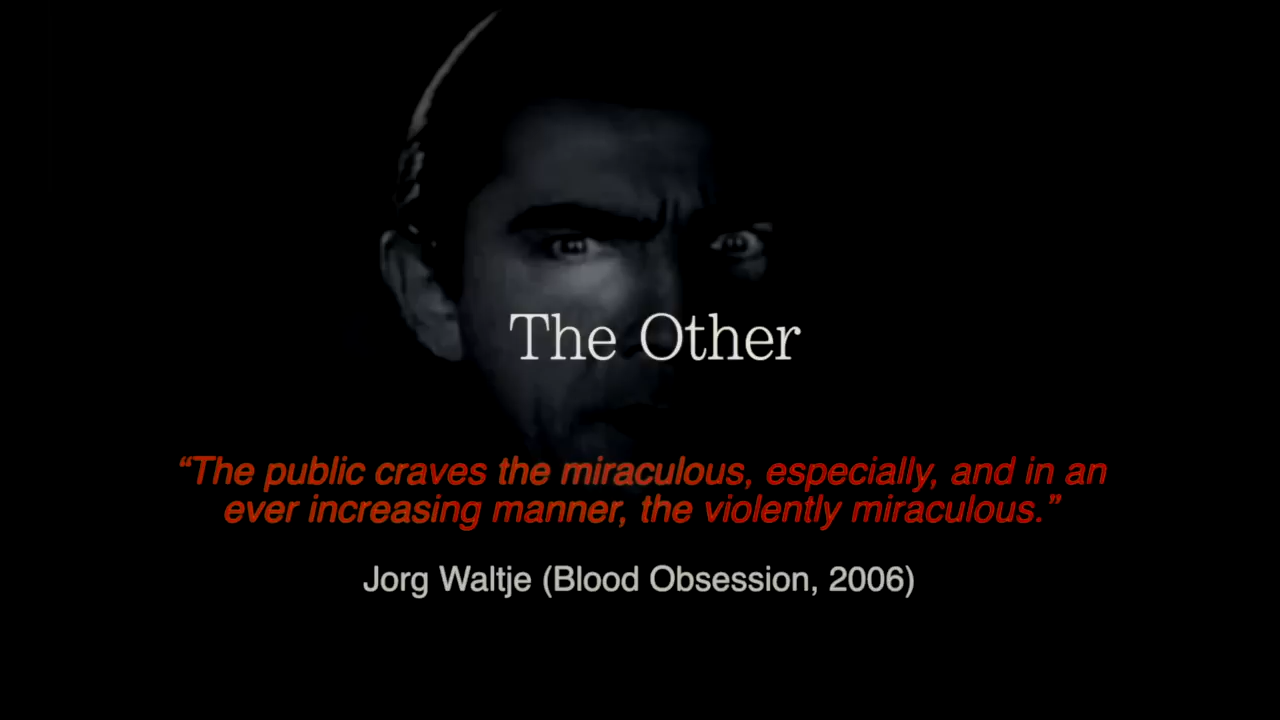 The Other
“The public craves the miraculous, especially, and in an
ever increasing manner, the violently miraculous.”
Jorg Waltje (Blood Obsession, 2006)